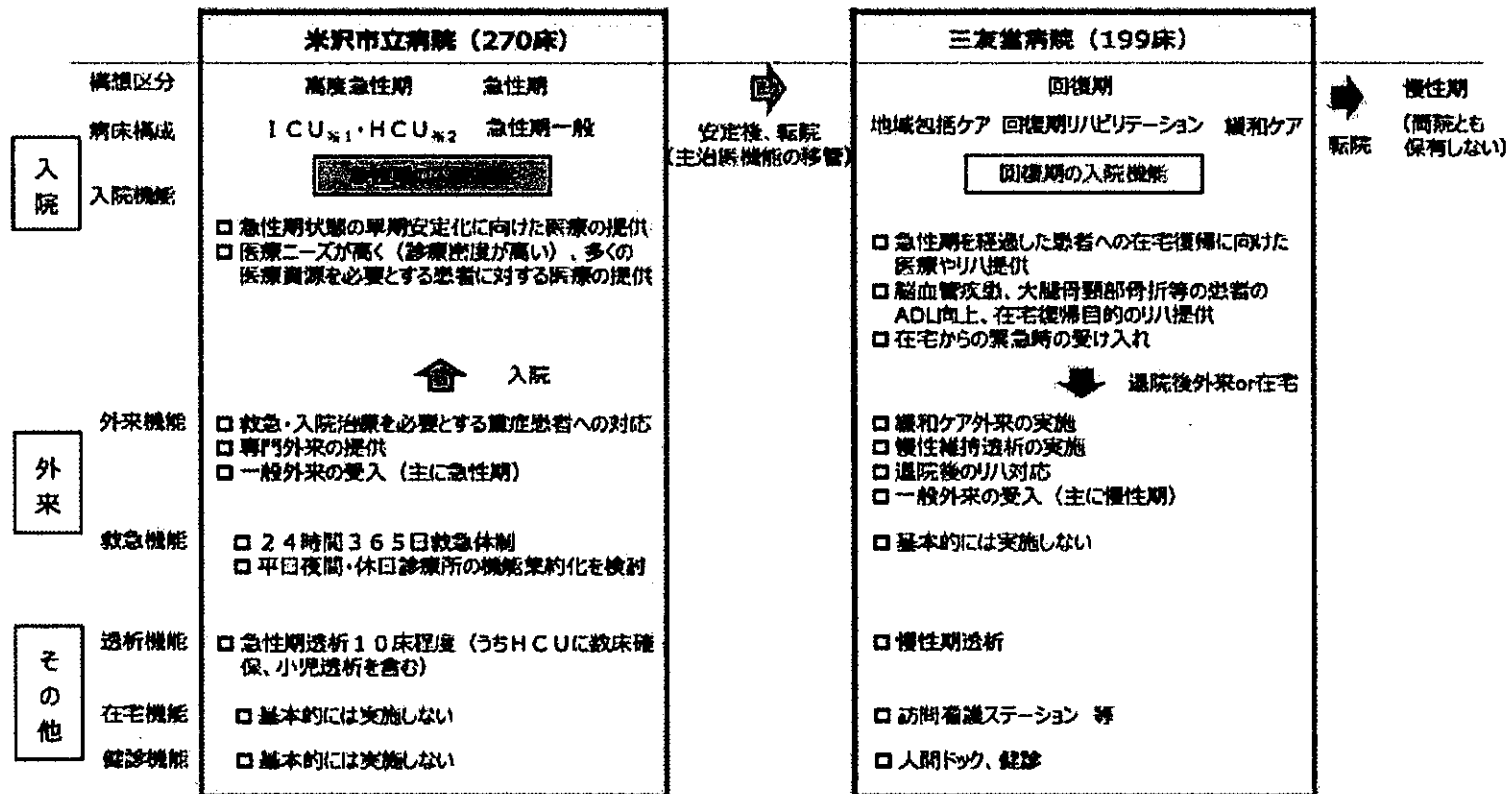 米沢市立病院（270床）
三友堂病院（199床）
構想区分
高度急性期 急性期
回復期
慢性期
病床構成
ＩＣＵ※1・ＨＣＵ※2 急性期一般
安定後、転院
（主治医機能の移管）
地域包括ケア 回復期リハビリテーション 緩和ケア
転院
（両院とも
保有しない）
入院
入院機能
回復期の入院機能
□ 急性期状態の早期安定化に向けた医療の提供
□ 医療ニーズが高く（診療密度が高い）、多くの
医療資源を必要とする患者に対する医療の提供
□ 急性期を経過した患者への在宅復帰に向けた
医療やリハ提供
□ 脳血管疾患、大腿骨頸部骨折等の患者の
ADL向上、在宅復帰目的のリハ提供
□ 在宅からの緊急時の受け入れ
入院
退院後外来or在宅
外来
外来機能
□ 救急・入院治療を必要とする重症患者への対応
□ 専門外来の提供
□ 一般外来の受入（主に急性期）
□ 緩和ケア外来の実施
□ 慢性維持透析の実施
□ 退院後のリハ対応
□ 一般外来の受入（主に慢性期）
救急機能
□ ２４時間３６５日救急体制
□ 平日夜間・休日診療所の機能集約化を検討
□ 基本的には実施しない
その他
透析機能
□ 急性期透析１０床程度（うちＨＣＵに数床確
保、小児透析を含む）
□ 慢性期透析
在宅機能
□ 基本的には実施しない
□ 訪問看護ステーション 等
健診機能
□ 基本的には実施しない
□ 人間ドック、健診